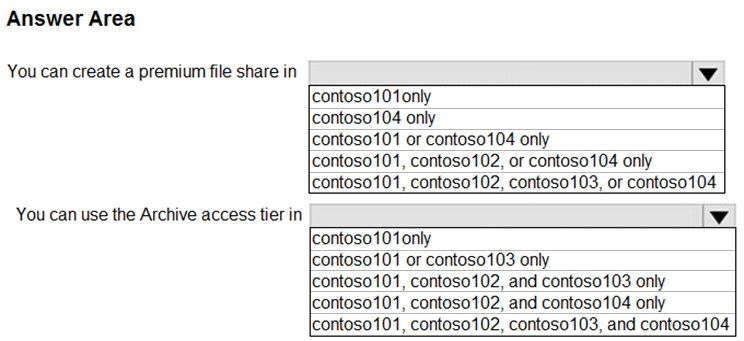 Answer Area
You can create a premium file share in
contoso101only
contoso104 only
contoso101 or contoso104 only
contoso101, contoso102, or contoso104 only
contoso101, contoso102, contoso103, or contoso104
You can use the Archive access tier in
contoso101only
contoso101 or contoso103 only
contoso101, contoso102, and contoso103 only
contoso101, contoso102, and contoso104 only
contoso101, contoso102, contoso103, and contoso104